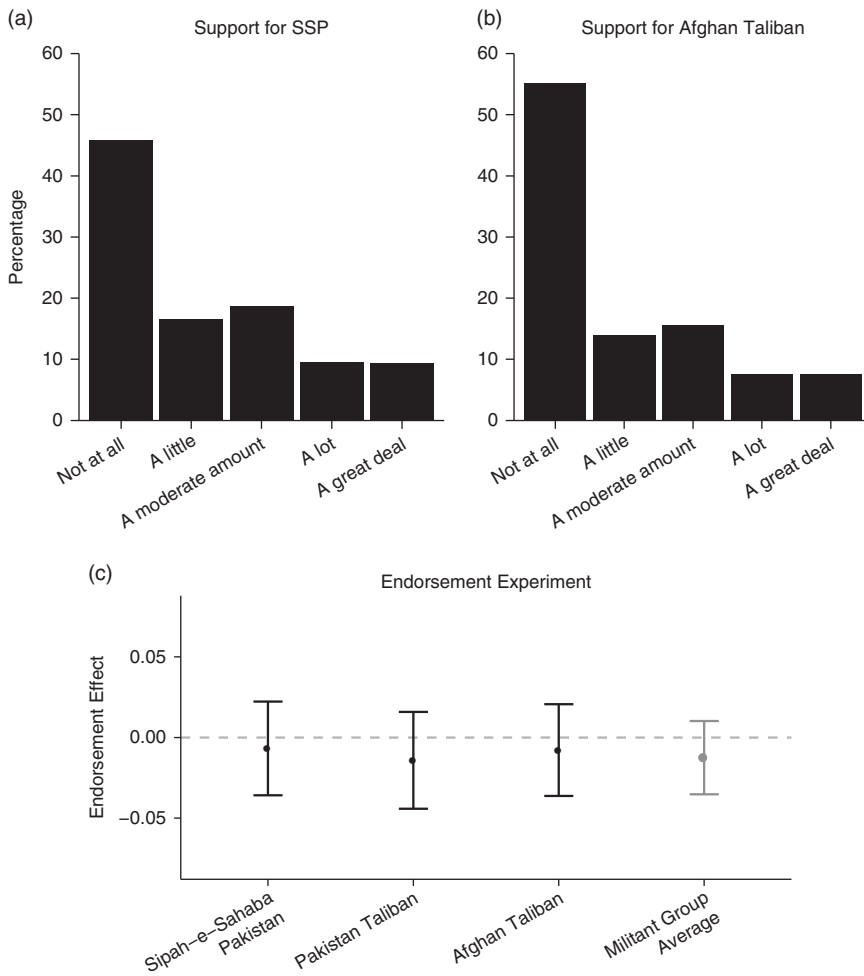 (a)
Support for SSP
60
50
40
30
20
10
0
Percentage
Not at all
A little
A moderate amount
A lot
A great deal
(b)
Support for Afghan Taliban
60
50
40
30
20
10
0
Not at all
A little
A moderate amount
A lot
A great deal
(c)
Endorsement Experiment
Endorsement Effect
0.05
0.00
−0.05
Sipah−e−Sahaba
Pakistan
Pakistan Taliban
Afghan Taliban
Militant Group
Average